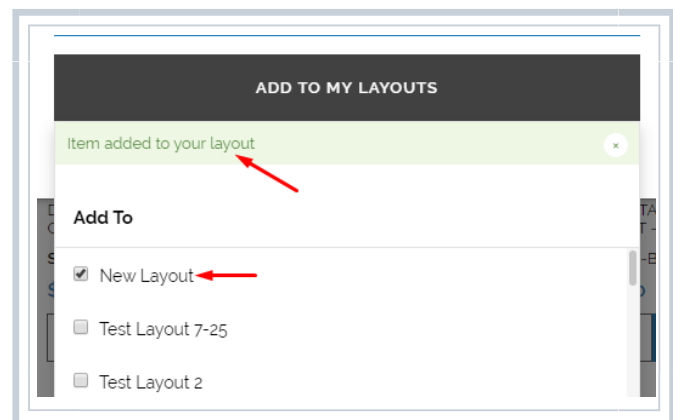 ADD TO MY LAYOUTS
Item added to your layout
×
Add To
New Layout
Test Layout 7-25
Test Layout 2